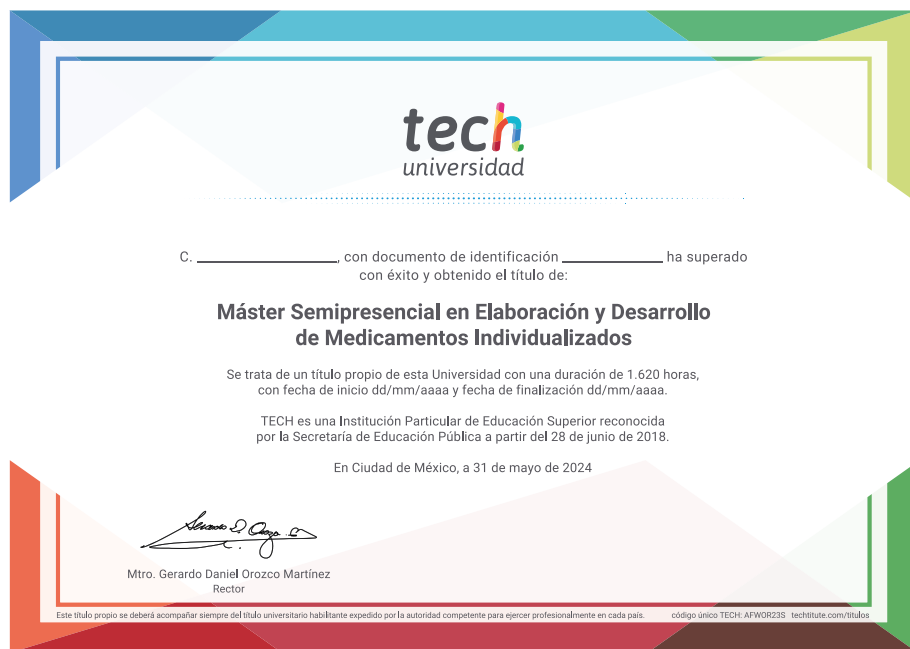 tech
universidad
C. ____________, con documento de identificación ____________ ha superado
con éxito y obtenido el título de:
Máster Semipresencial en Elaboración y Desarrollo
de Medicamentos Individualizados
Se trata de un título propio de esta Universidad con una duración de 1.620 horas,
con fecha de inicio dd/mm/aaaa y fecha de finalización dd/mm/aaaa.
TECH es una Institución Particular de Educación Superior reconocida
por la Secretaría de Educación Pública a partir del 28 de junio de 2018.
En Ciudad de México, a 31 de mayo de 2024
Mtro. Gerardo Daniel Orozco Martínez
Rector
Este título propio se deberá acompañar siempre del título universitario habilitante expedido por la autoridad competente para ejercer profesionalmente en cada país. código único TECH: AFWOR23S techtitute.com/titulos